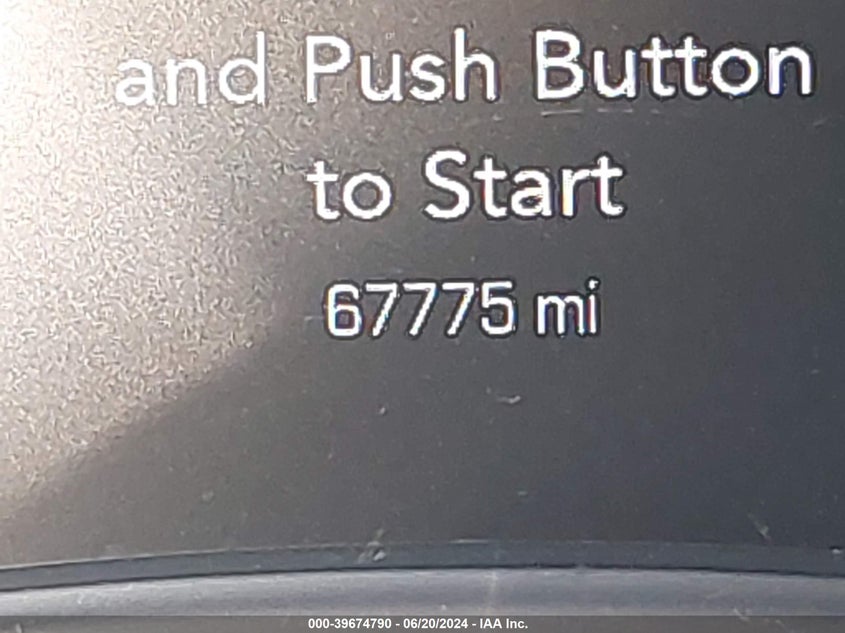 and Push Button
to Start
67775 mi
000-39674790 - 06/20/2024 - IAA Inc.